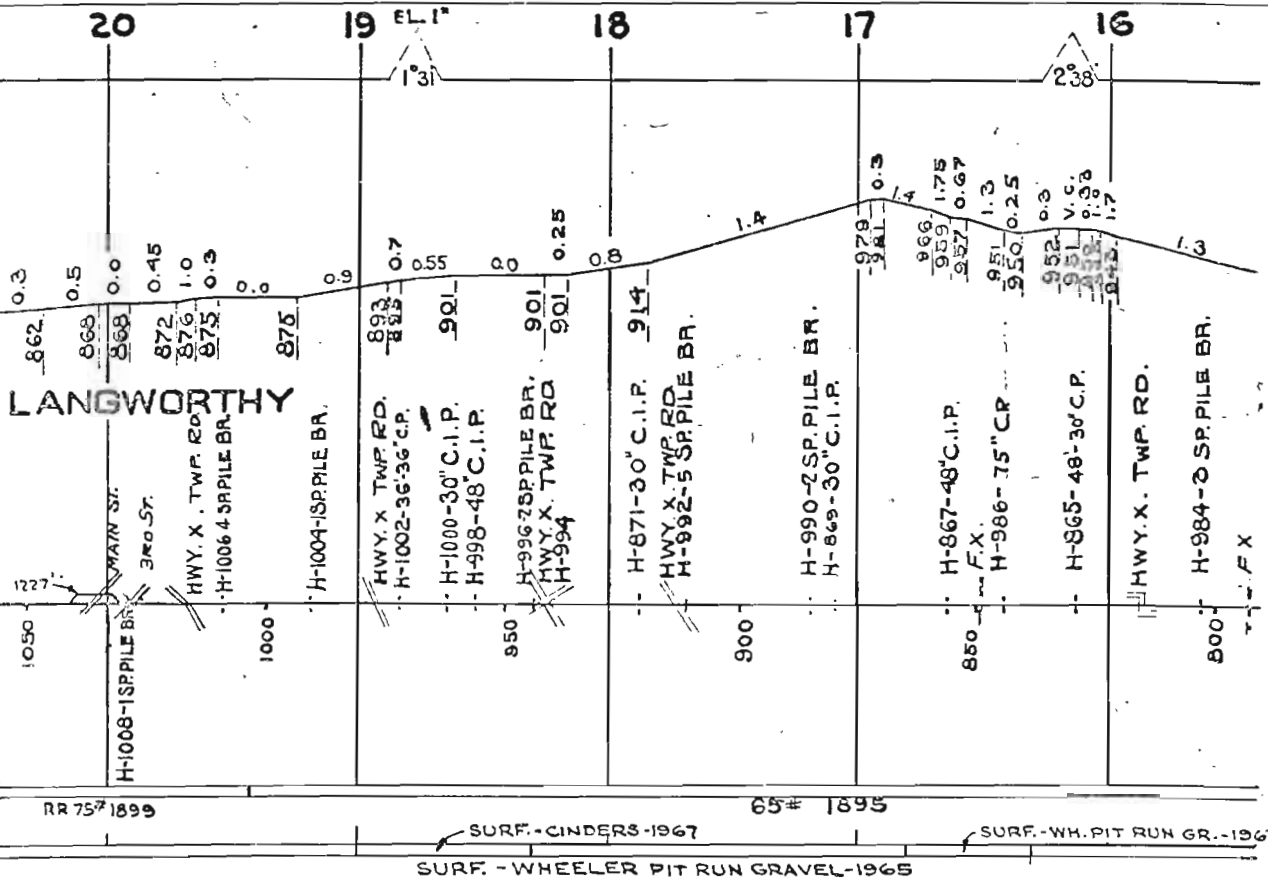 20 19 18 17 16
EL. 1"
1°31' 2°38'
0.3 0.5 0.0 0.45 1.0 0.3 0.0 0.9 0.7 0.55 0.0 0.25 0.8 1.4 0.3 1.4 1.75 0.67 1.3 0.25 0.3 V.C. 0.38 1.7 1.3
862 868 868 872 876 875 875 893 901 901 901 914 979 981 966 959 957 951 950 952 951 943
LANGWORTHY
MAIN ST.
3RD ST.
HWY. X. TWP. RD.
H-1006 4 SP. PILE BR.
H-1004-1 SP. PILE BR.
HWY. X TWP. RD.
H-1002-36'-36" C.P.
H-1000-30" C.I.P.
H-998-48" C.I.P.
H-996-2 SP. PILE BR.
HWY. X. TWP. RD
H-994
H-871-30" C.I.P.
HWY. X. TWP. RD.
H-992-5 SP. PILE BR.
H-990-2 SP. PILE BR.
H-869-30" C.I.P.
H-867-48" C.I.P.
F.X.
H-986-75" C.P.
H-865-48'-30" C.P.
HWY. X. TWP. RD.
H-984-3 SP. PILE BR.
F X
1227'
H-1008-1 SP. PILE BR.
1050 1000 950 900 850 800
RR 75# 1899
65# 1895
SURF.-CINDERS-1967
SURF.-WH. PIT RUN GR.-196
SURF. - WHEELER PIT RUN GRAVEL-1965